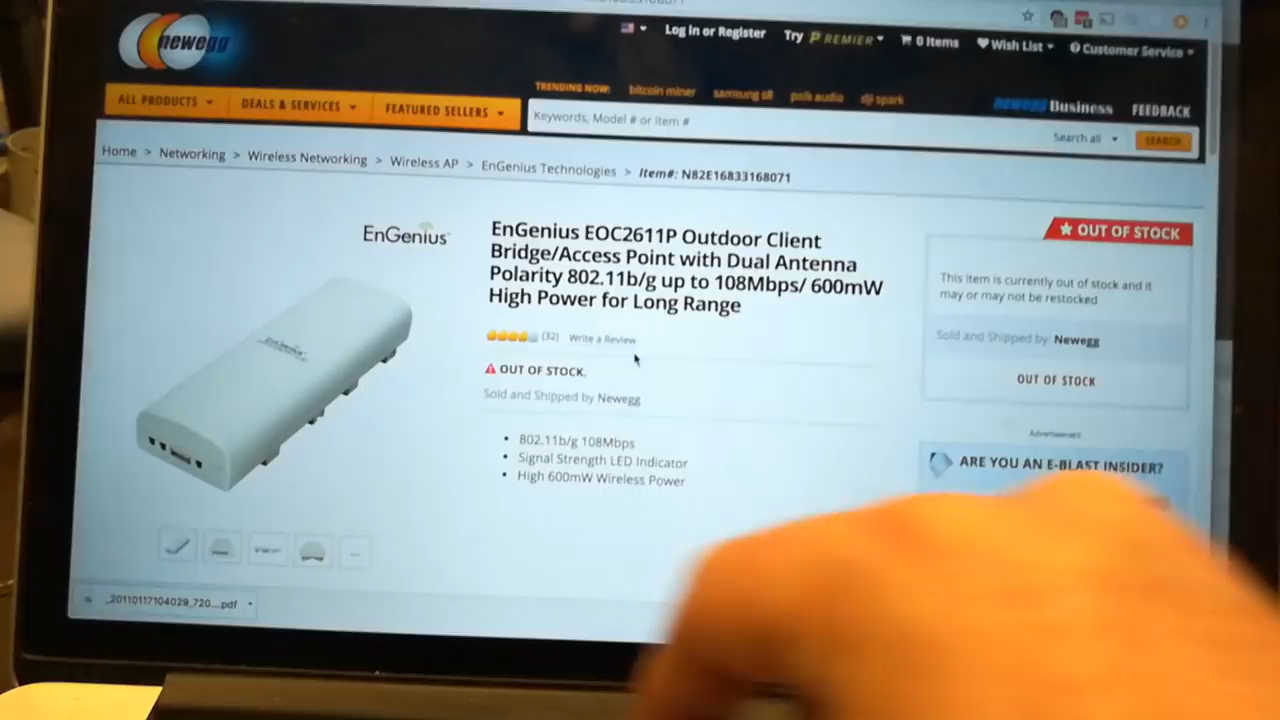 newegg
Log in or Register
Try PREMIER
0 Items
Wish List
Customer Service
ALL PRODUCTS
DEALS & SERVICES
FEATURED SELLERS
TRENDING NOW: bitcoin miner samsung s8 polk audio dji spark
newegg Business
FEEDBACK
Keywords, Model # or Item #
Search all
SEARCH
Home > Networking > Wireless Networking > Wireless AP > EnGenius Technologies > Item#: N82E16833168071
EnGenius
EnGenius EOC2611P Outdoor Client
Bridge/Access Point with Dual Antenna
Polarity 802.11b/g up to 108Mbps/ 600mW
High Power for Long Range
(32) Write a Review
OUT OF STOCK.
Sold and Shipped by Newegg
• 802.11b/g 108Mbps
• Signal Strength LED Indicator
• High 600mW Wireless Power
OUT OF STOCK
This item is currently out of stock and it
may or may not be restocked
Sold and Shipped by: Newegg
OUT OF STOCK
Advertisement
ARE YOU AN E-BLAST INSIDER?
_20110117104029_720....pdf